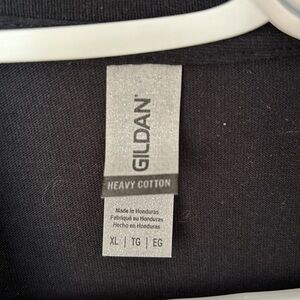 GILDAN
HEAVY COTTON
Made in Honduras
Fabriqué au Honduras
Hecho en Honduras
XL | TG | EG